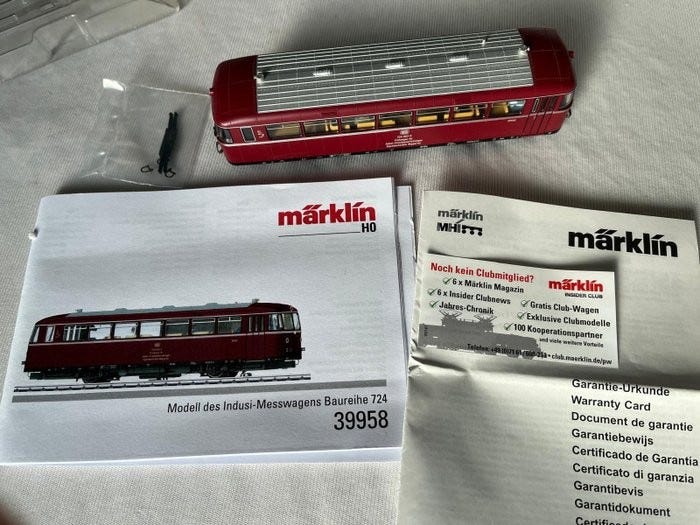 märklin
H0
Modell des Indusi-Messwagens Baureihe 724
39958
märklin
MHI
märklin
Noch kein Clubmitglied?
6 x Märklin Magazin
6 x Insider Clubnews
Jahres-Chronik
märklin
INSIDER CLUB
Gratis Club-Wagen
Exklusive Clubmodelle
100 Kooperationspartner
und viele weitere Vorteile
club.maerklin.de/pw
Garantie-Urkunde
Warranty Card
Document de garantie
Garantiebewijs
Certificado de Garantía
Certificato di garanzia
Garantibevis
Garantidokument